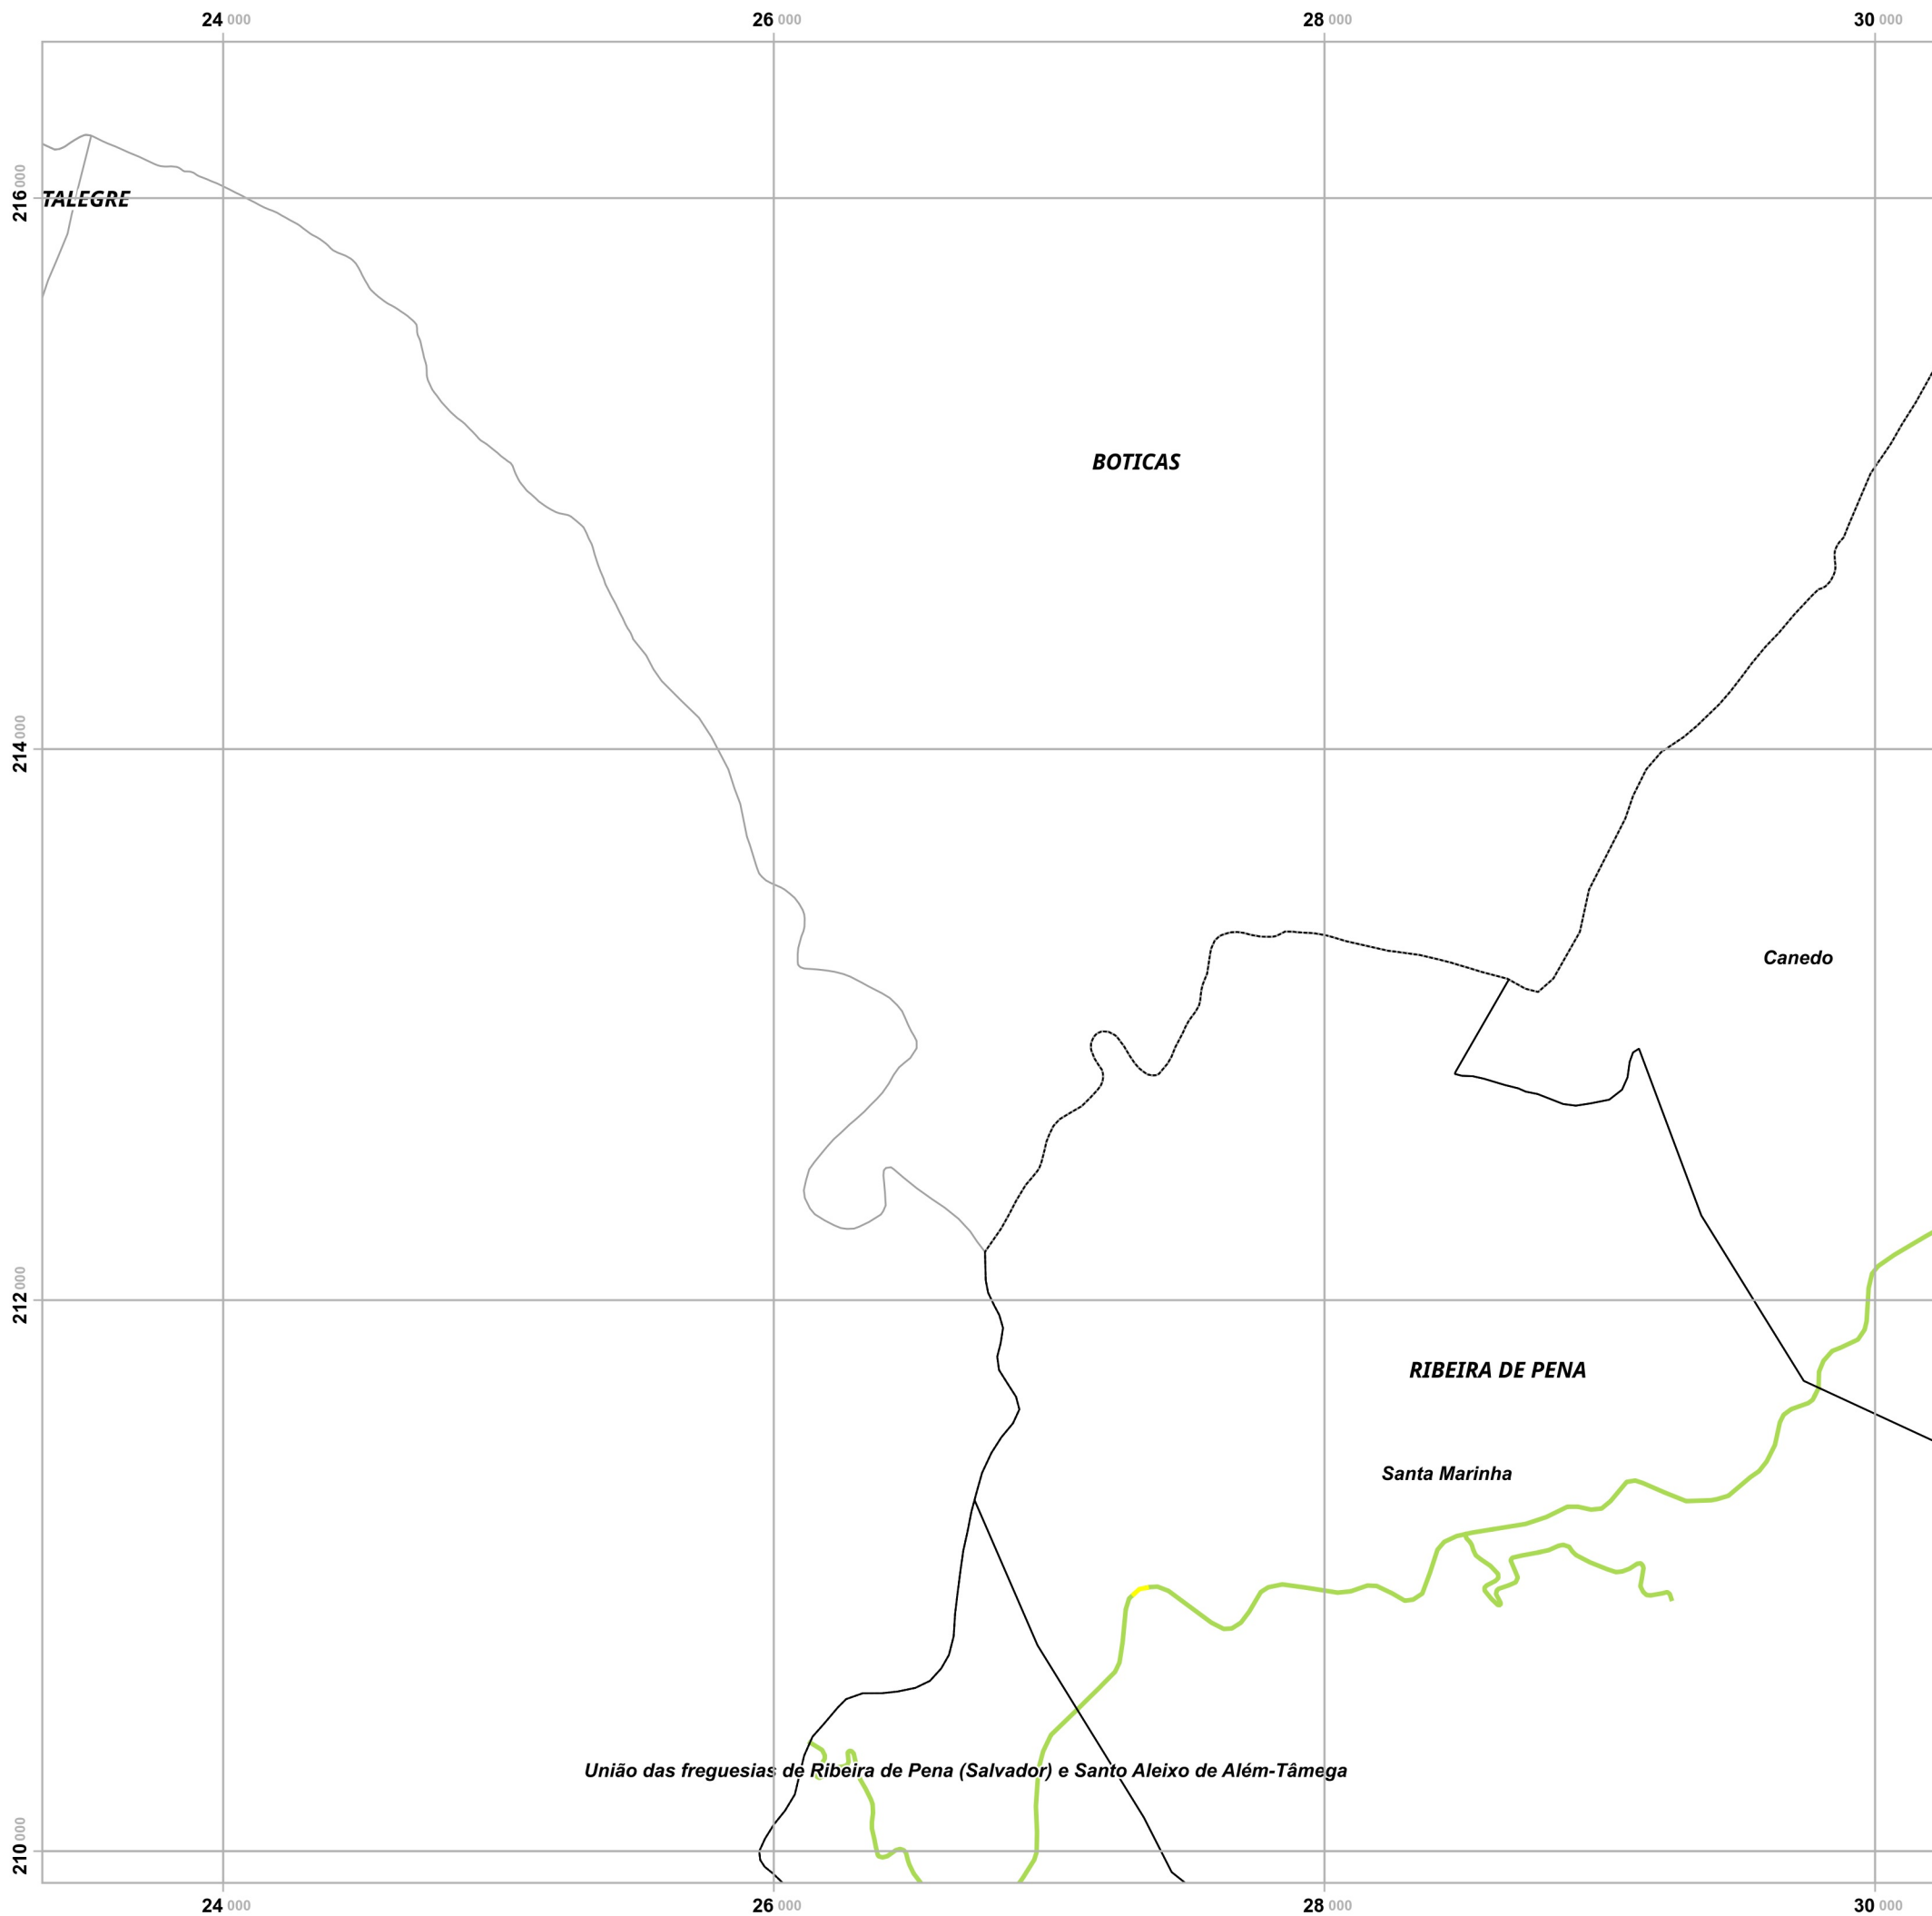 24 000 26 000 28 000 30 000
216 000
TALEGRE
BOTICAS
214 000
Canedo
212 000
RIBEIRA DE PENA
Santa Marinha
União das freguesias de Ribeira de Pena (Salvador) e Santo Aleixo de Além-Tâmega
210 000
24 000 26 000 28 000 30 000